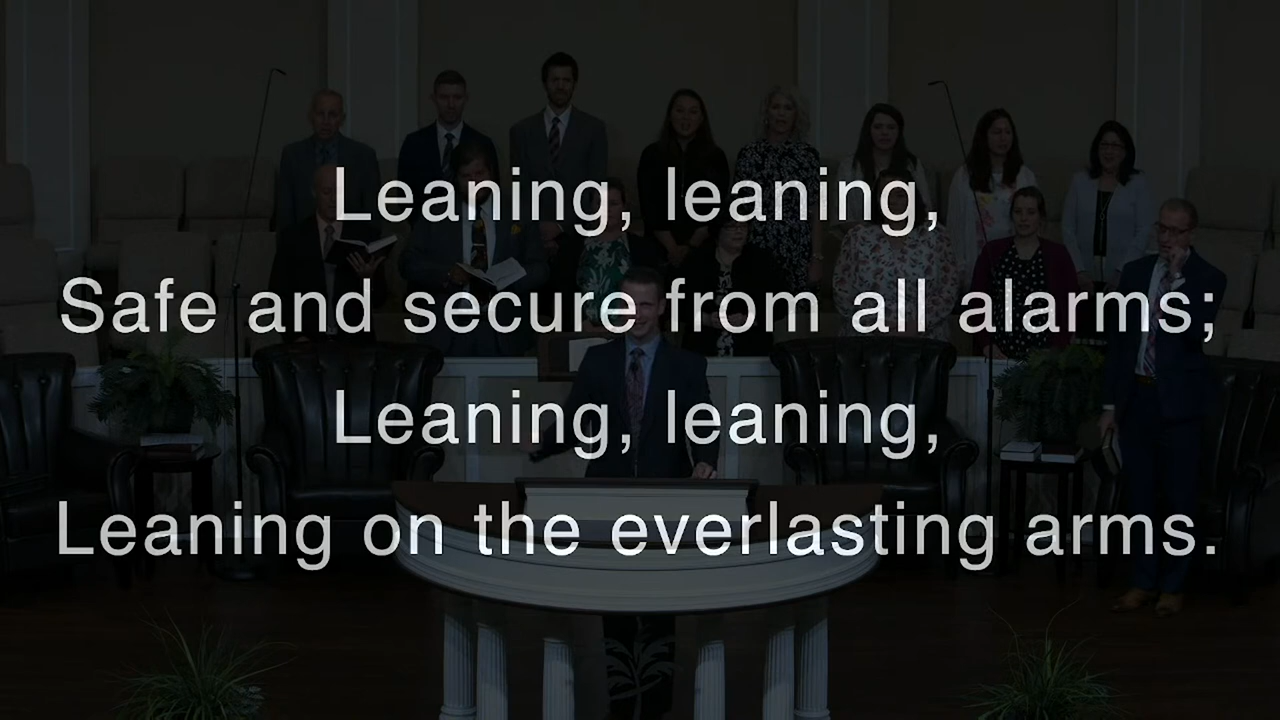 Leaning, leaning,
Safe and secure from all alarms;
Leaning, leaning,
Leaning on the everlasting arms.